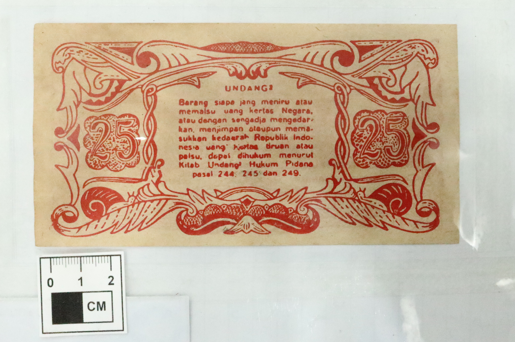 UNDANG²
Barang siapa jang meniru atau
memalsu uang kertas Negara,
atau dengan sengadja mengedar-
kan, menjimpan ataupun mema-
sukkan kedaerah Republik Indo-
nesia uang kertas tiruan atau
palsu, dapat dihukum menurut
Kitab Undang² Hukum Pidana
pasal 244, 245 dan 249.
25
25
0 1 2
CM